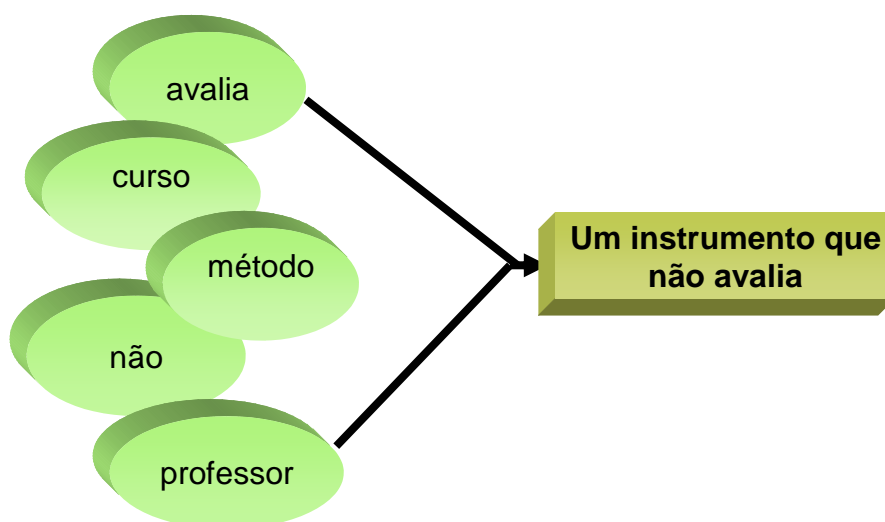 avalia
curso
método
não
professor
Um instrumento que
não avalia